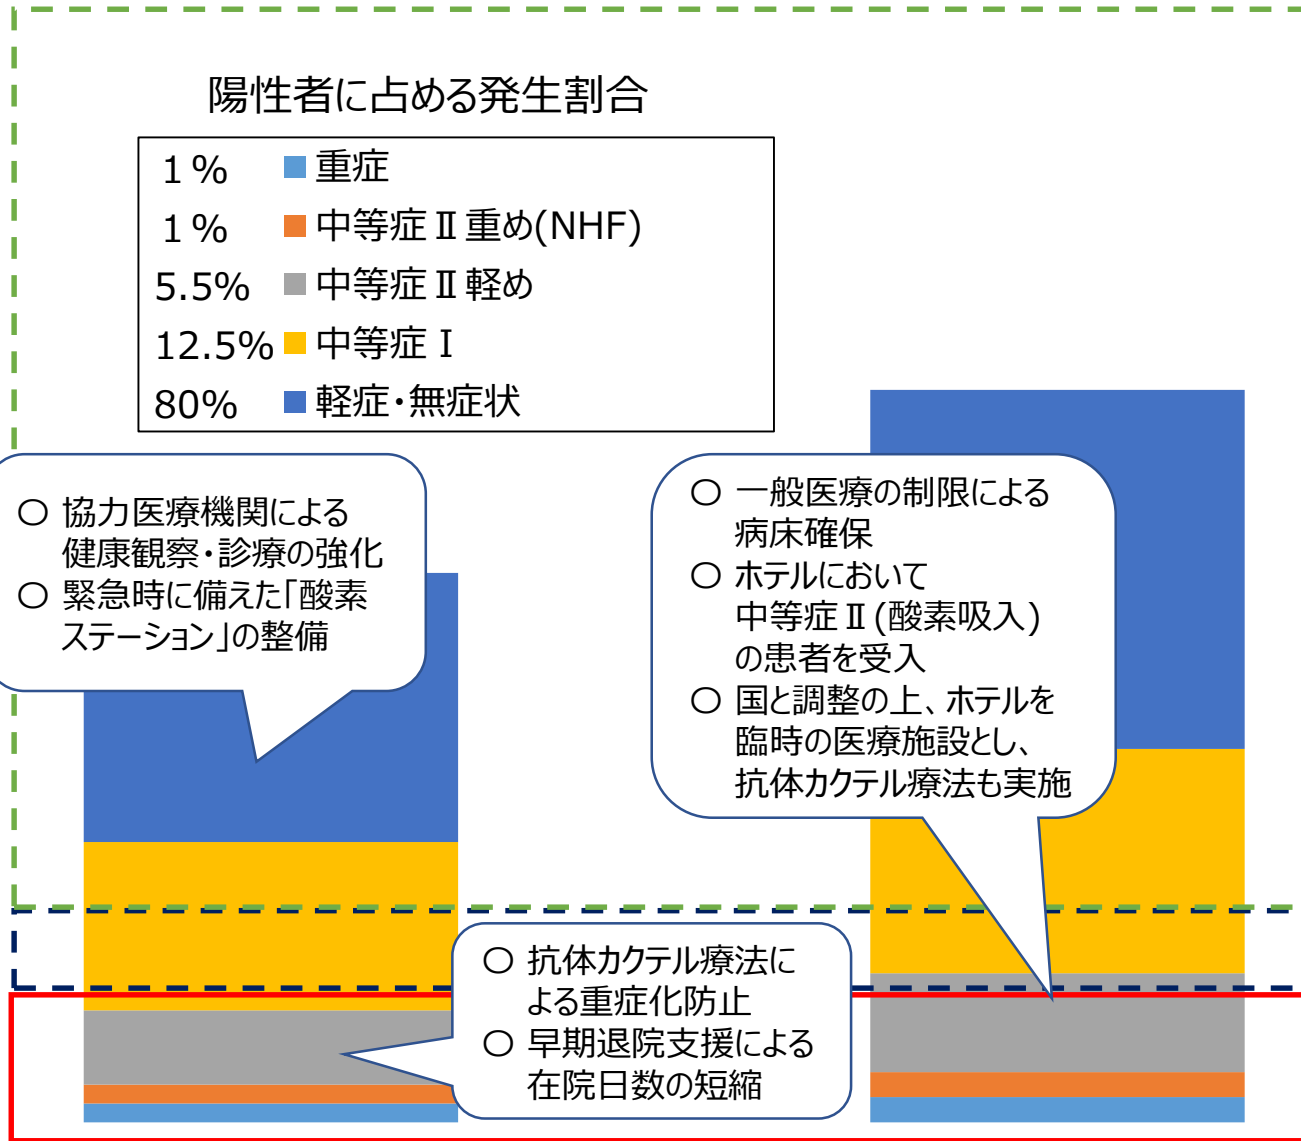 陽性者に占める発生割合
1% 重症
1% 中等症Ⅱ重め(NHF)
5.5% 中等症Ⅱ軽め
12.5% 中等症Ⅰ
80% 軽症・無症状
○ 協力医療機関による
健康観察・診療の強化
○ 緊急時に備えた「酸素
ステーション」の整備
○ 一般医療の制限による
病床確保
○ ホテルにおいて
中等症Ⅱ(酸素吸入)
の患者を受入
○ 国と調整の上、ホテルを
臨時の医療施設とし、
抗体カクテル療法も実施
○ 抗体カクテル療法に
よる重症化防止
○ 早期退院支援による
在院日数の短縮